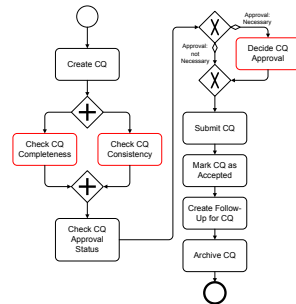 Create CQ
Check CQ
Completeness
Check CQ
Consistency
Check CQ
Approval
Status
Approval:
Necessary
Approval:
not
Necessary
Decide CQ
Approval
Submit CQ
Mark CQ as
Accepted
Create Follow-
Up for CQ
Archive CQ